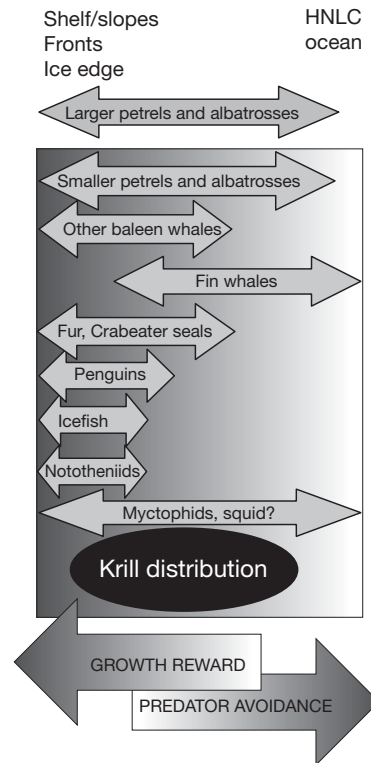 Shelf/slopes
Fronts
Ice edge
HNLC
ocean
Larger petrels and albatrosses
Smaller petrels and albatrosses
Other baleen whales
Fin whales
Fur, Crabeater seals
Penguins
Icefish
Nototheniids
Myctophids, squid?
Krill distribution
GROWTH REWARD
PREDATOR AVOIDANCE